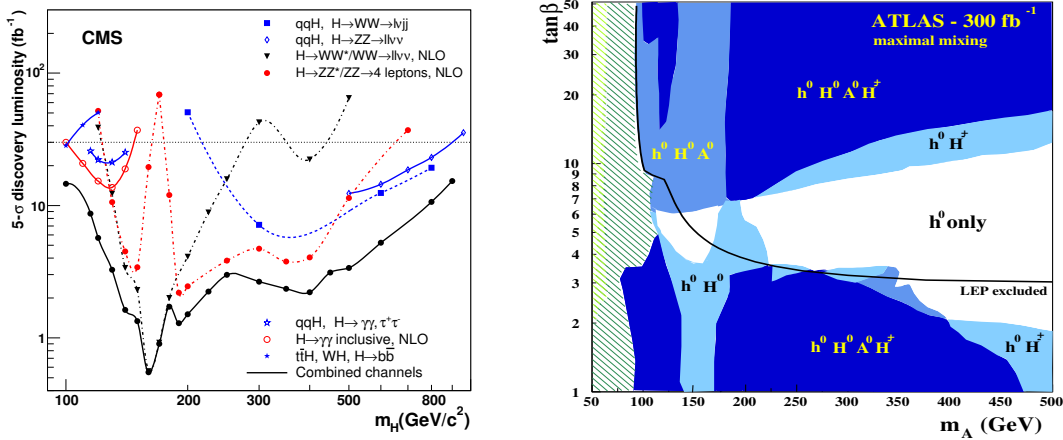 CMS
qqH, H→WW→lνjj
qqH, H→ZZ→llνν
H→WW*/WW→llνν, NLO
H→ZZ*/ZZ→4 leptons, NLO
5-σ discovery luminosity (fb⁻¹)
10²
10
1
qqH, H→γγ, τ⁺τ⁻
H→γγ inclusive, NLO
tt̄H, WH, H→bb̄
Combined channels
100 200 300 400 500 800
m_H(GeV/c²)
ATLAS - 300 fb⁻¹
maximal mixing
tanβ
50
40
30
20
10
9
8
7
6
5
4
3
2
1
h⁰ H⁰ A⁰ H±
h⁰ H±
h⁰ H⁰ A⁰
h⁰ only
h⁰ H⁰
LEP excluded
h⁰ H⁰ A⁰ H±
h⁰ H±
50 100 150 200 250 300 350 400 450 500
m_A (GeV)